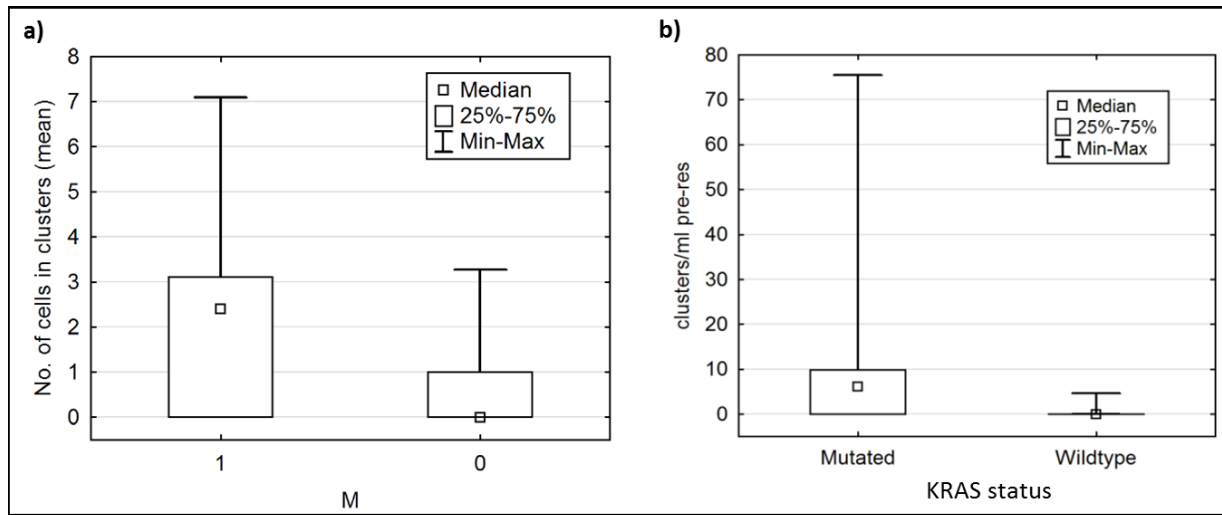 a)
No. of cells in clusters (mean)
8
7
6
5
4
3
2
1
0
Median
25%-75%
Min-Max
1 0
M
b)
clusters/ml pre-res
80
70
60
50
40
30
20
10
0
Median
25%-75%
Min-Max
Mutated Wildtype
KRAS status